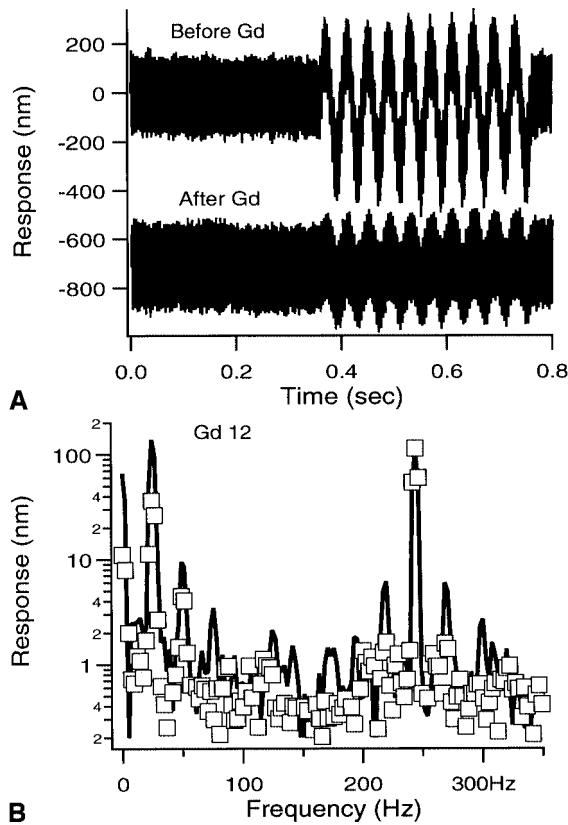 200
0
-200
-400
-600
-800
Response (nm)
Before Gd
After Gd
0.0 0.2 0.4 0.6 0.8
Time (sec)
A
2
100
4
2
10
4
2
1
4
2
Response (nm)
Gd 12
0 100 200 300Hz
Frequency (Hz)
B